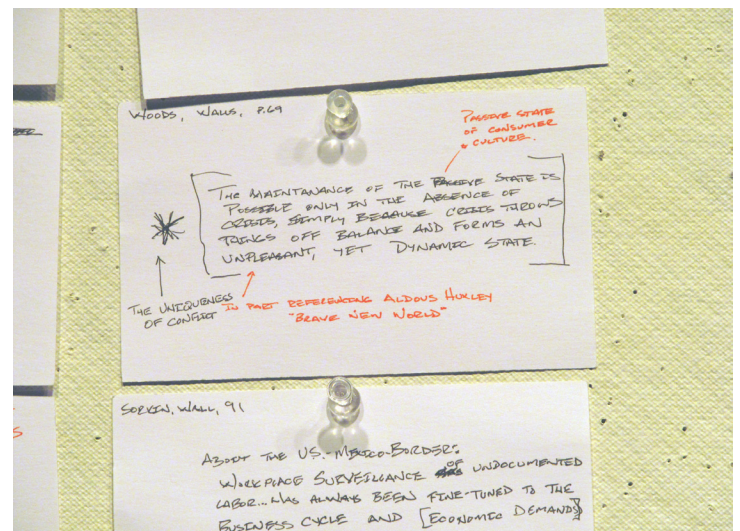 WOODS, WALLS, P.69
PASSIVE STATE
OF CONSUMER
CULTURE.
THE MAINTANANCE OF THE PASSIVE STATE IS
POSSIBLE ONLY IN THE ABSENCE OF
CRISIS, SIMPLY BECAUSE CRISIS THROWS
THINGS OFF BALANCE AND FORMS AN
UNPLEASANT, YET DYNAMIC STATE.
THE UNIQUENESS
OF CONFLICT
IN PART REFERENCING ALDOUS HUXLEY
"BRAVE NEW WORLD"
SORKIN, WALL, 91
ABOUT THE U.S.-MEXICO-BORDER:
WORKPLACE SURVEILLANCE OF UNDOCUMENTED
LABOR... HAS ALWAYS BEEN FINE-TUNED TO THE
BUSINESS CYCLE AND [ECONOMIC DEMANDS]